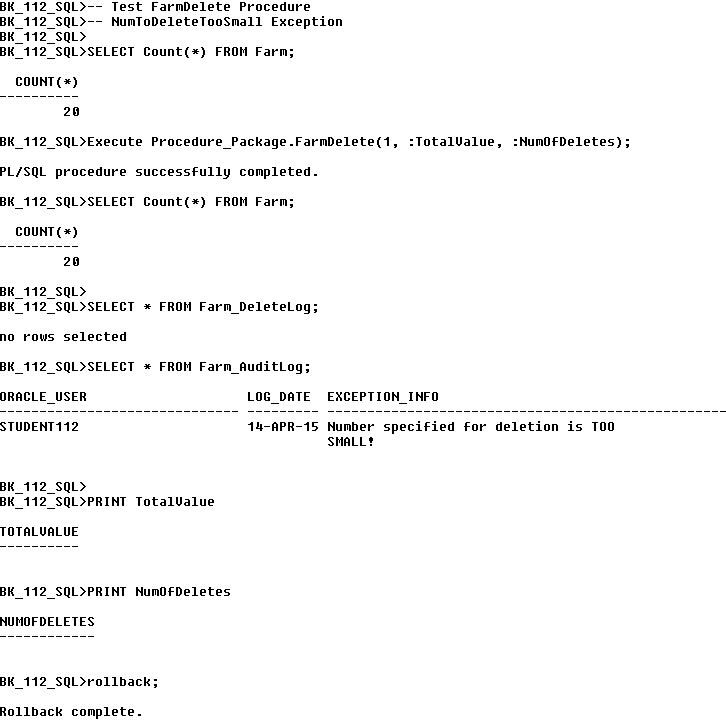 BK_112_SQL>-- Test FarmDelete Procedure
BK_112_SQL>-- NumToDeleteTooSmall Exception
BK_112_SQL>
BK_112_SQL>SELECT Count(*) FROM Farm;
COUNT(*)
----------
20
BK_112_SQL>Execute Procedure_Package.FarmDelete(1, :TotalValue, :NumOfDeletes);
PL/SQL procedure successfully completed.
BK_112_SQL>SELECT Count(*) FROM Farm;
COUNT(*)
----------
20
BK_112_SQL>
BK_112_SQL>SELECT * FROM Farm_DeleteLog;
no rows selected
BK_112_SQL>SELECT * FROM Farm_AuditLog;
ORACLE_USER LOG_DATE EXCEPTION_INFO
------------------------------ --------- --------------------------------------------------
STUDENT112 14-APR-15 Number specified for deletion is TOO
SMALL!
BK_112_SQL>
BK_112_SQL>PRINT TotalValue
TOTALVALUE
----------
BK_112_SQL>PRINT NumOfDeletes
NUMOFDELETES
------------
BK_112_SQL>rollback;
Rollback complete.